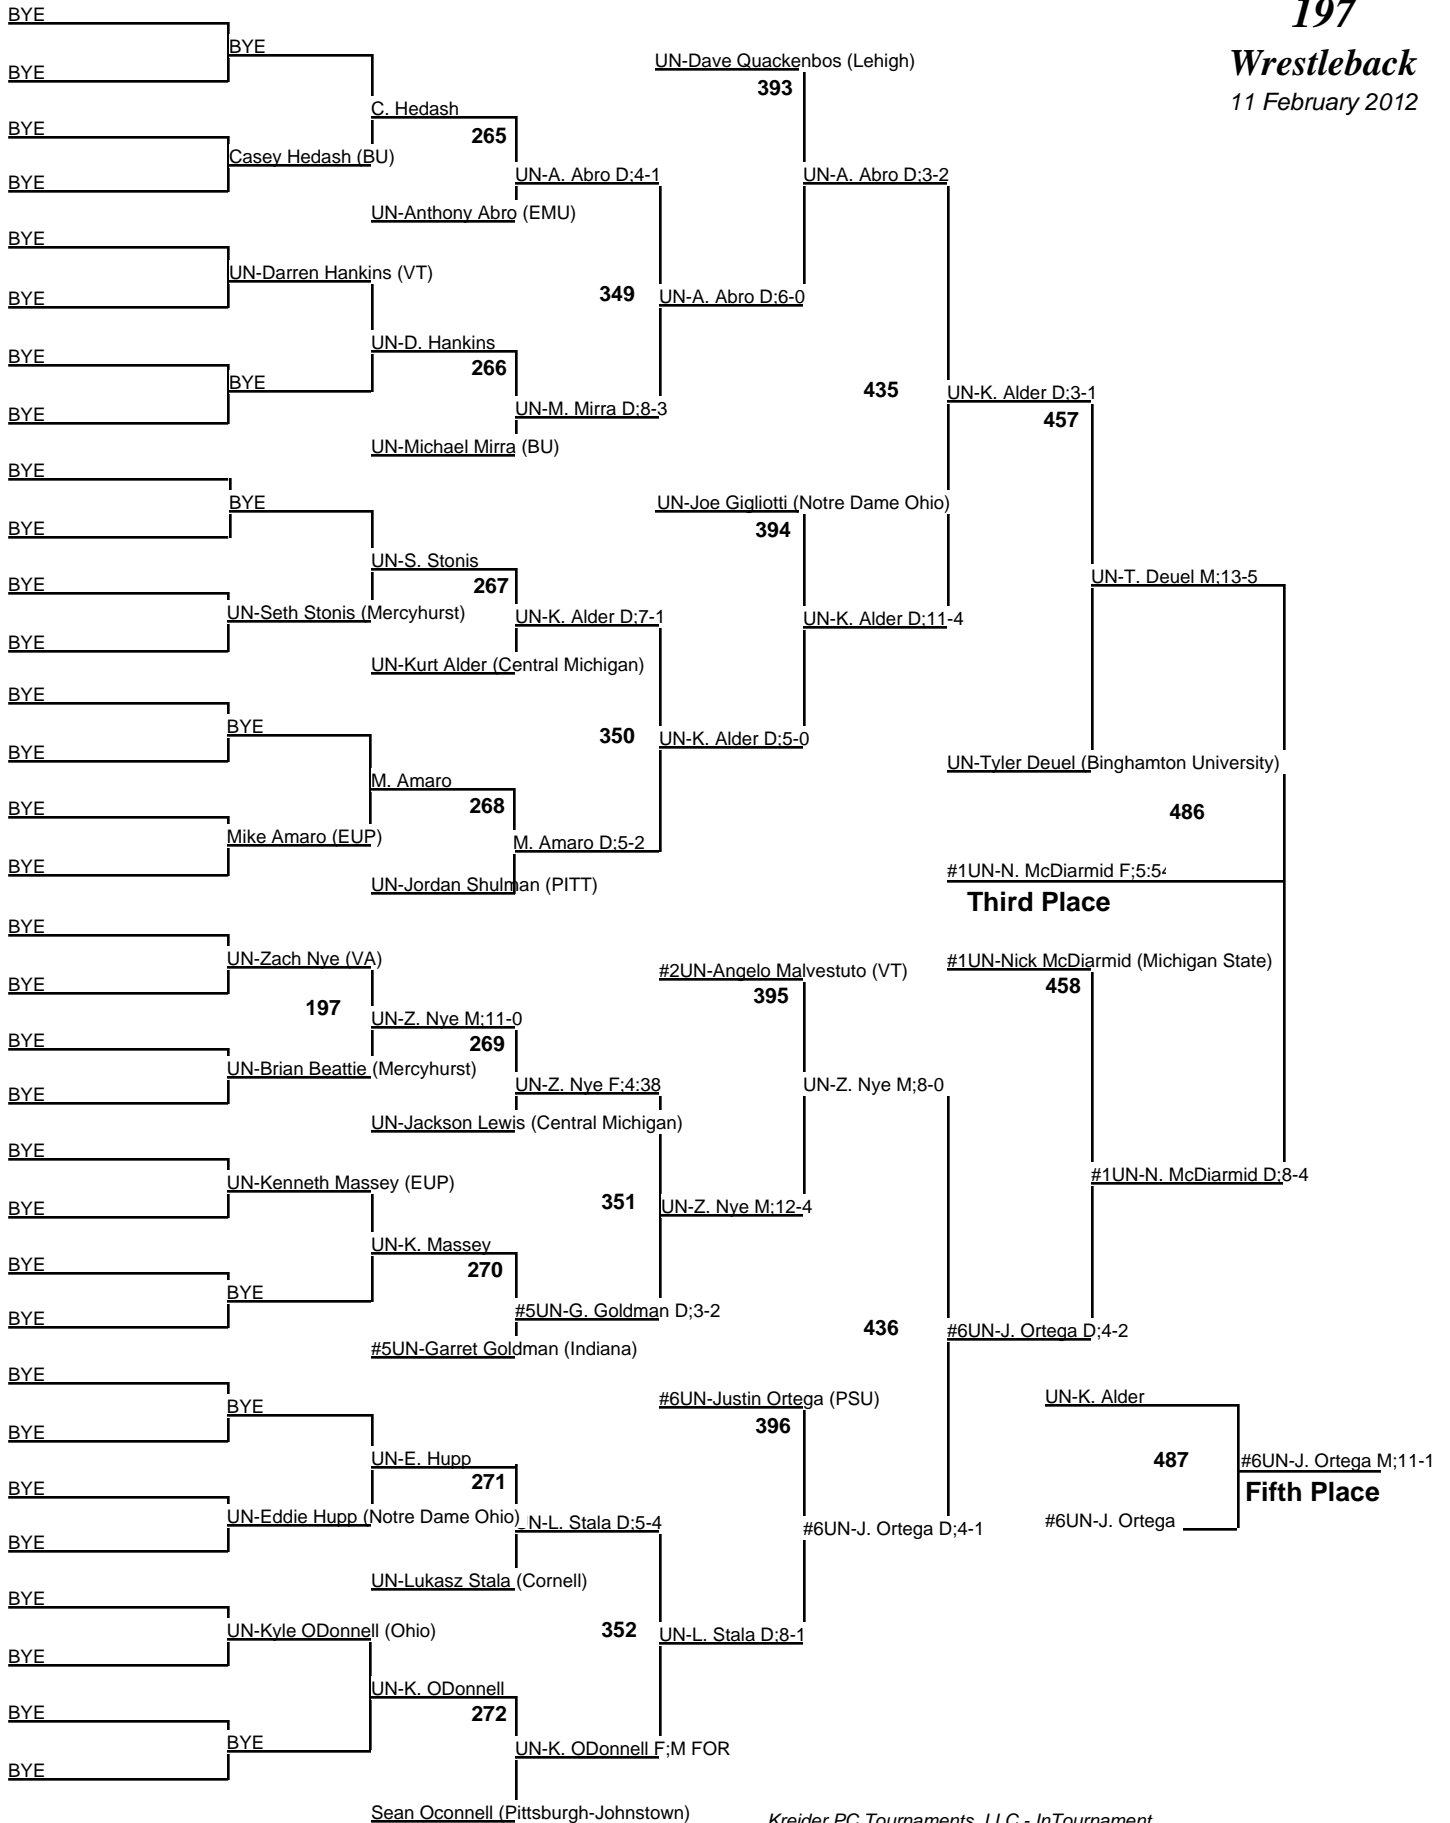 197
Wrestleback
11 February 2012
BYE
BYE
BYE
UN-Dave Quackenbos (Lehigh)
393
BYE
C. Hedash
265
BYE
Casey Hedash (BU)
UN-A. Abro D;4-1
UN-A. Abro D;3-2
BYE
UN-Anthony Abro (EMU)
BYE
UN-Darren Hankins (VT)
349
UN-A. Abro D;6-0
BYE
UN-D. Hankins
266
BYE
BYE
435
UN-K. Alder D;3-1
457
BYE
UN-M. Mirra D;8-3
UN-Michael Mirra (BU)
BYE
BYE
UN-Joe Gigliotti (Notre Dame Ohio)
394
BYE
UN-S. Stonis
267
UN-T. Deuel M;13-5
BYE
UN-Seth Stonis (Mercyhurst)
UN-K. Alder D;7-1
UN-K. Alder D;11-4
BYE
UN-Kurt Alder (Central Michigan)
BYE
BYE
350
UN-K. Alder D;5-0
BYE
UN-Tyler Deuel (Binghamton University)
M. Amaro
268
486
BYE
Mike Amaro (EUP)
M. Amaro D;5-2
BYE
UN-Jordan Shulman (PITT)
#1UN-N. McDiarmid F;5:54
Third Place
BYE
UN-Zach Nye (VA)
#2UN-Angelo Malvestuto (VT)
395
#1UN-Nick McDiarmid (Michigan State)
458
BYE
197
UN-Z. Nye M;11-0
269
BYE
UN-Brian Beattie (Mercyhurst)
UN-Z. Nye F;4:38
UN-Z. Nye M;8-0
BYE
UN-Jackson Lewis (Central Michigan)
BYE
UN-Kenneth Massey (EUP)
#1UN-N. McDiarmid D;8-4
351
UN-Z. Nye M;12-4
BYE
UN-K. Massey
270
BYE
BYE
#5UN-G. Goldman D;3-2
436
#6UN-J. Ortega D;4-2
BYE
#5UN-Garret Goldman (Indiana)
BYE
BYE
#6UN-Justin Ortega (PSU)
396
UN-K. Alder
BYE
UN-E. Hupp
271
487
#6UN-J. Ortega M;11-1
Fifth Place
BYE
UN-Eddie Hupp (Notre Dame Ohio)
N-L. Stala D;5-4
#6UN-J. Ortega D;4-1
#6UN-J. Ortega
BYE
UN-Lukasz Stala (Cornell)
BYE
UN-Kyle ODonnell (Ohio)
352
UN-L. Stala D;8-1
BYE
UN-K. ODonnell
272
BYE
BYE
UN-K. ODonnell F;M FOR
BYE
Sean Oconnell (Pittsburgh-Johnstown)
Kreider PC Tournaments, LLC - InTournament